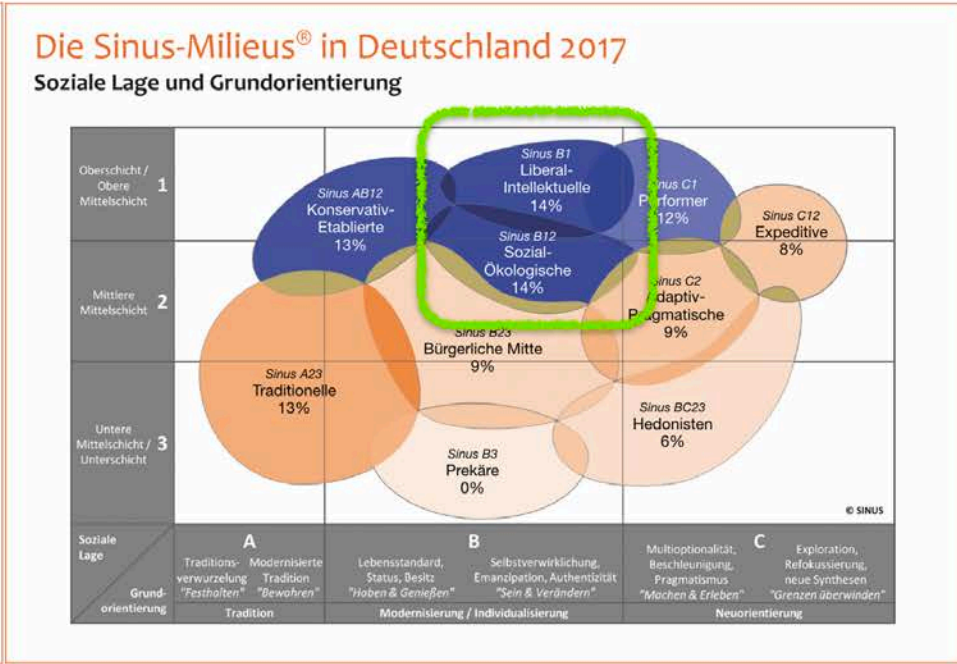 Die Sinus-Milieus® in Deutschland 2017
Soziale Lage und Grundorientierung
Oberschicht /
Obere
Mittelschicht
1
Sinus AB12
Konservativ-
Etablierte
13%
Sinus B1
Liberal-
Intellektuelle
14%
Sinus C1
Performer
12%
Sinus C12
Expeditive
8%
Mittlere
Mittelschicht
2
Sinus B12
Sozial-
Ökologische
14%
Sinus C2
Adaptiv-
Pragmatische
9%
Sinus B23
Bürgerliche Mitte
9%
Sinus A23
Traditionelle
13%
Untere
Mittelschicht /
Unterschicht
3
Sinus BC23
Hedonisten
6%
Sinus B3
Prekäre
0%
© SINUS
Soziale
Lage
Grund-
orientierung
A
Traditions-
verwurzelung
"Festhalten"
Modernisierte
Tradition
"Bewahren"
Tradition
B
Lebensstandard,
Status, Besitz
"Haben & Genießen"
Selbstverwirklichung,
Emanzipation, Authentizität
"Sein & Verändern"
Modernisierung / Individualisierung
C
Multioptionalität,
Beschleunigung,
Pragmatismus
"Machen & Erleben"
Exploration,
Refokussierung,
neue Synthesen
"Grenzen überwinden"
Neuorientierung